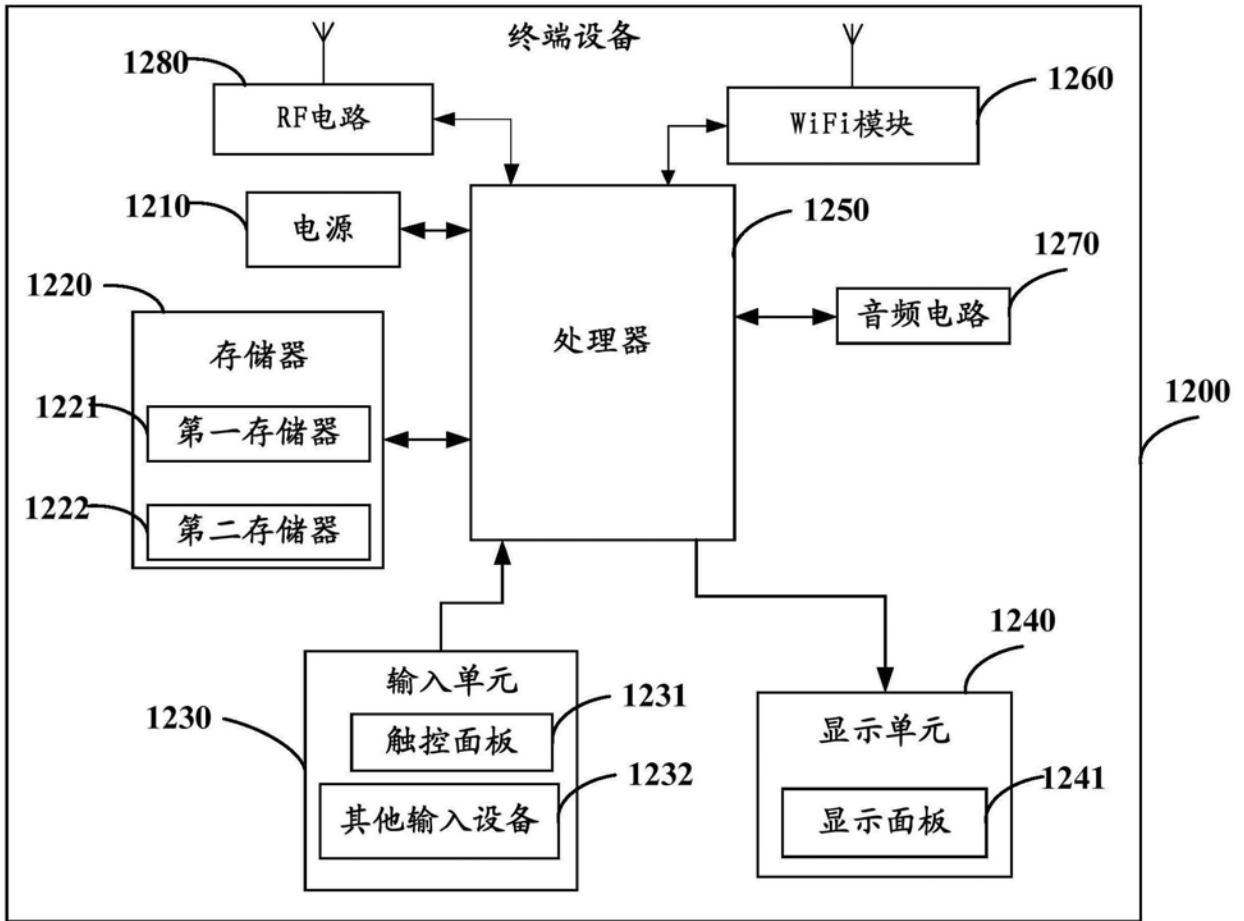 终端设备
1280
RF电路
WiFi模块
1260
1210
电源
1250
1270
音频电路
1220
存储器
处理器
1221
第一存储器
1200
1222
第二存储器
1240
输入单元
1231
1230
触控面板
显示单元
1232
其他输入设备
1241
显示面板